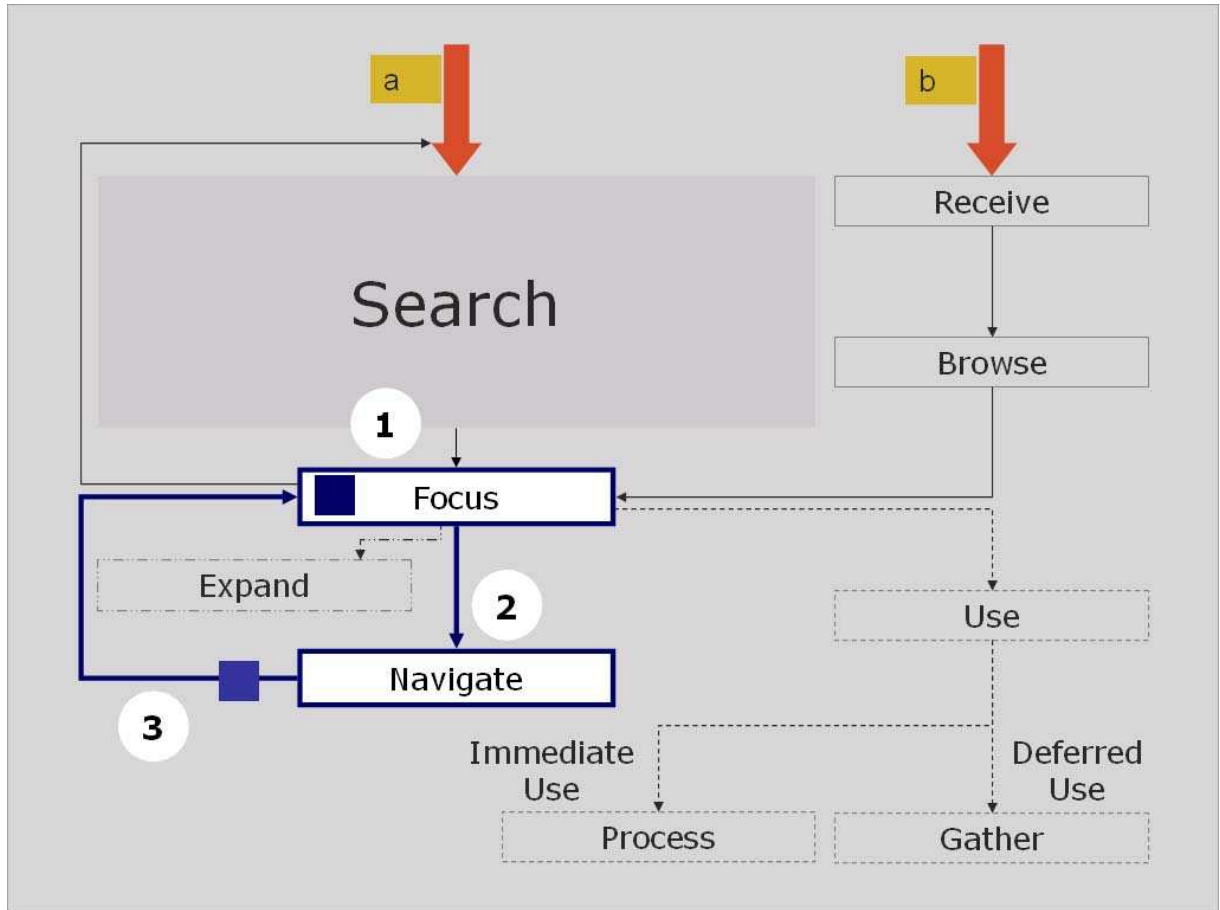 a
b
Receive
Search
Browse
1
Focus
Expand
2
Use
Navigate
3
Immediate
Use
Deferred
Use
Process
Gather